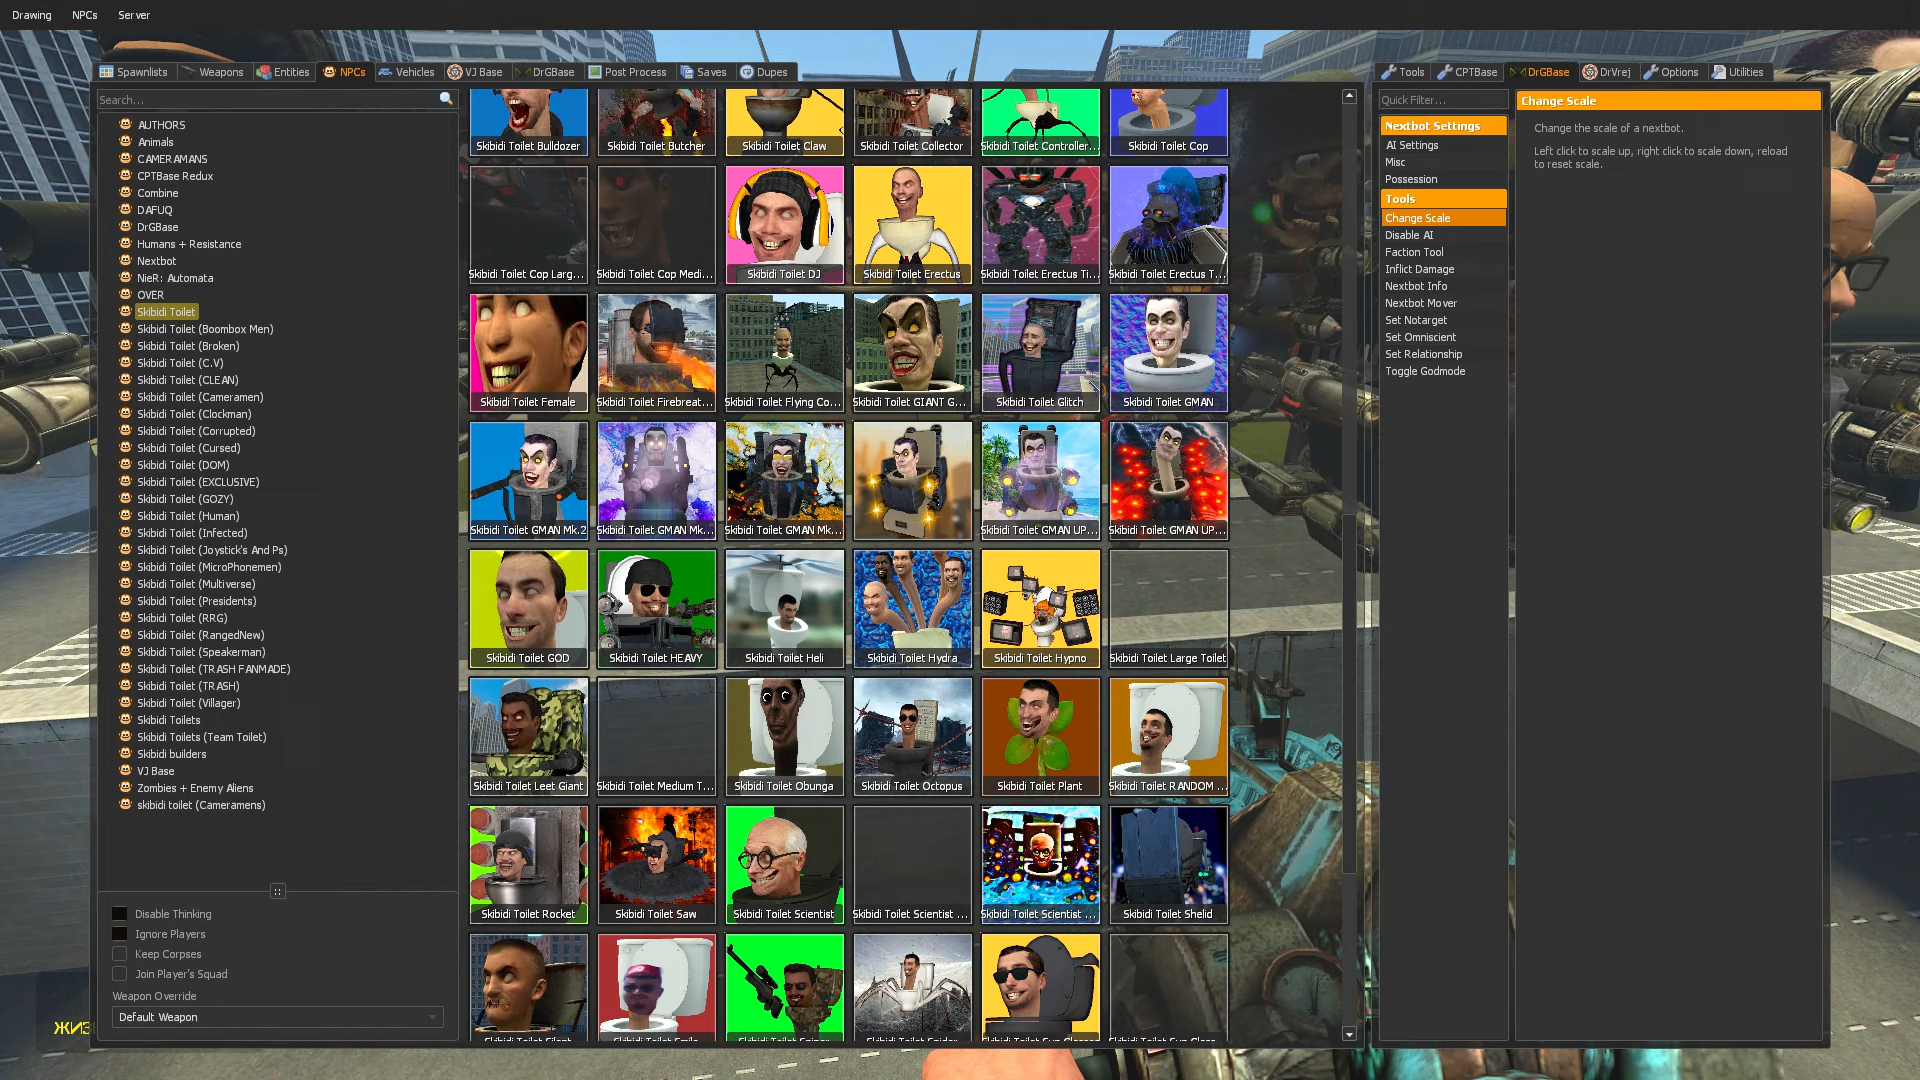 Drawing NPCs Server
Spawnlists Weapons Entities NPCs Vehicles VJ Base DrGBase Post Process Saves Dupes
Search...
AUTHORS
Animals
CAMERAMANS
CPTBase Redux
Combine
DAFUQ
DrGBase
Humans + Resistance
Nextbot
NieR: Automata
OVER
Skibidi Toilet
Skibidi Toilet (Boombox Men)
Skibidi Toilet (Broken)
Skibidi Toilet (C.V)
Skibidi Toilet (CLEAN)
Skibidi Toilet (Cameramen)
Skibidi Toilet (Clockman)
Skibidi Toilet (Corrupted)
Skibidi Toilet (Cursed)
Skibidi Toilet (DOM)
Skibidi Toilet (EXCLUSIVE)
Skibidi Toilet (GOZY)
Skibidi Toilet (Human)
Skibidi Toilet (Infected)
Skibidi Toilet (Joystick's And Ps)
Skibidi Toilet (MicroPhonemen)
Skibidi Toilet (Multiverse)
Skibidi Toilet (Presidents)
Skibidi Toilet (RRG)
Skibidi Toilet (RangedNew)
Skibidi Toilet (Speakerman)
Skibidi Toilet (TRASH FANMADE)
Skibidi Toilet (TRASH)
Skibidi Toilet (Villager)
Skibidi Toilets
Skibidi Toilets (Team Toilet)
Skibidi builders
VJ Base
Zombies + Enemy Aliens
skibidi toilet (Cameramens)
Disable Thinking
Ignore Players
Keep Corpses
Join Player's Squad
Weapon Override
Default Weapon
ЖИЗ
Skibidi Toilet Bulldozer Skibidi Toilet Butcher Skibidi Toilet Claw Skibidi Toilet Collector Skibidi Toilet Controller... Skibidi Toilet Cop
Skibidi Toilet Cop Larg... Skibidi Toilet Cop Medi... Skibidi Toilet DJ Skibidi Toilet Erectus Skibidi Toilet Erectus Ti... Skibidi Toilet Erectus T...
Skibidi Toilet Female Skibidi Toilet Firebreat... Skibidi Toilet Flying Co... Skibidi Toilet GIANT G... Skibidi Toilet Glitch Skibidi Toilet GMAN
Skibidi Toilet GMAN Mk.2 Skibidi Toilet GMAN Mk... Skibidi Toilet GMAN Mk... Skibidi Toilet GMAN UP... Skibidi Toilet GMAN UP...
Skibidi Toilet GOD Skibidi Toilet HEAVY Skibidi Toilet Heli Skibidi Toilet Hydra Skibidi Toilet Hypno Skibidi Toilet Large Toilet
Skibidi Toilet Leet Giant Skibidi Toilet Medium T... Skibidi Toilet Obunga Skibidi Toilet Octopus Skibidi Toilet Plant Skibidi Toilet RANDOM ...
Skibidi Toilet Rocket Skibidi Toilet Saw Skibidi Toilet Scientist Skibidi Toilet Scientist ... Skibidi Toilet Scientist ... Skibidi Toilet Shelid
Tools CPTBase DrGBase DrVrej Options Utilities
Quick Filter...
Nextbot Settings
AI Settings
Misc
Possession
Tools
Change Scale
Disable AI
Faction Tool
Inflict Damage
Nextbot Info
Nextbot Mover
Set Notarget
Set Omniscient
Set Relationship
Toggle Godmode
Change Scale
Change the scale of a nextbot.
Left click to scale up, right click to scale down, reload
to reset scale.